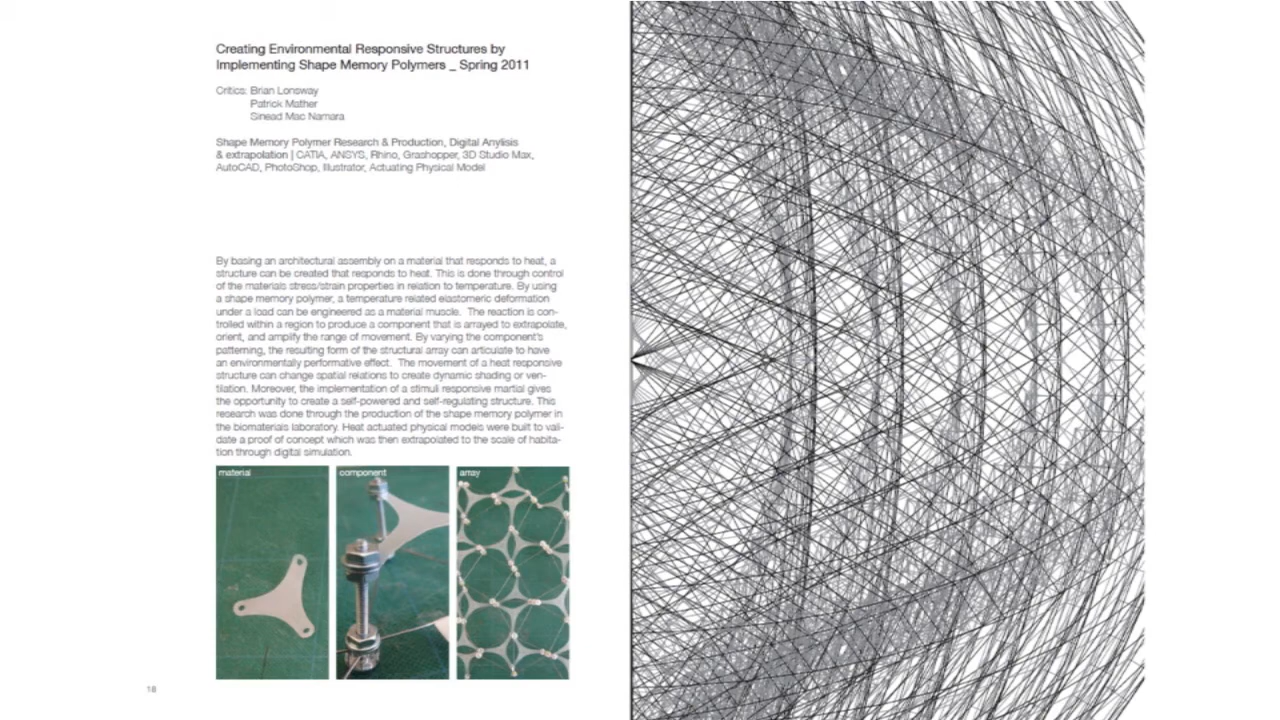 Creating Environmental Responsive Structures by
Implementing Shape Memory Polymers _ Spring 2011
Critics: Brian Lonsway
Patrick Mather
Sinead Mac Namara
Shape Memory Polymer Research & Production, Digital Anylisis
& extrapolation | CATIA, ANSYS, Rhino, Grashopper, 3D Studio Max,
AutoCAD, PhotoShop, Illustrator, Actuating Physical Model
By basing an architectural assembly on a material that responds to heat, a
structure can be created that responds to heat. This is done through control
of the materials stress/strain properties in relation to temperature. By using
a shape memory polymer, a temperature related elastomeric deformation
under a load can be engineered as a material muscle. The reaction is con-
trolled within a region to produce a component that is arrayed to extrapolate,
orient, and amplify the range of movement. By varying the component's
patterning, the resulting form of the structural array can articulate to have
an environmentally performative effect. The movement of a heat responsive
structure can change spatial relations to create dynamic shading or ven-
tilation. Moreover, the implementation of a stimuli responsive martial gives
the opportunity to create a self-powered and self-regulating structure. This
research was done through the production of the shape memory polymer in
the biomaterials laboratory. Heat actuated physical models were built to vali-
date a proof of concept which was then extrapolated to the scale of habita-
tion through digital simulation.
material
component
array
18